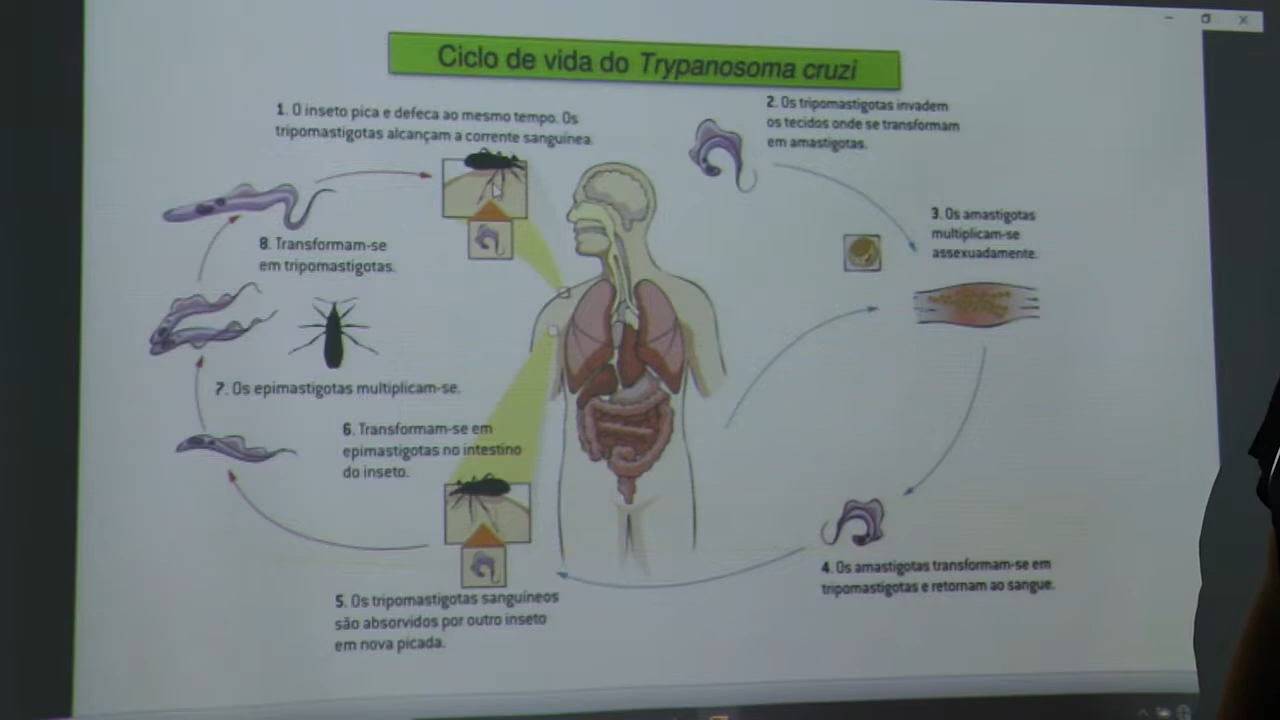 Ciclo de vida do Trypanosoma cruzi
1. O inseto pica e defeca ao mesmo tempo. Os
tripomastigotas alcançam a corrente sanguínea.
2. Os tripomastigotas invadem
os tecidos onde se transformam
em amastigotas.
3. Os amastigotas
multiplicam-se
assexuadamente.
4. Os amastigotas transformam-se em
tripomastigotas e retornam ao sangue.
5. Os tripomastigotas sanguíneos
são absorvidos por outro inseto
em nova picada.
6. Transformam-se em
epimastigotas no intestino
do inseto.
7. Os epimastigotas multiplicam-se.
8. Transformam-se
em tripomastigotas.